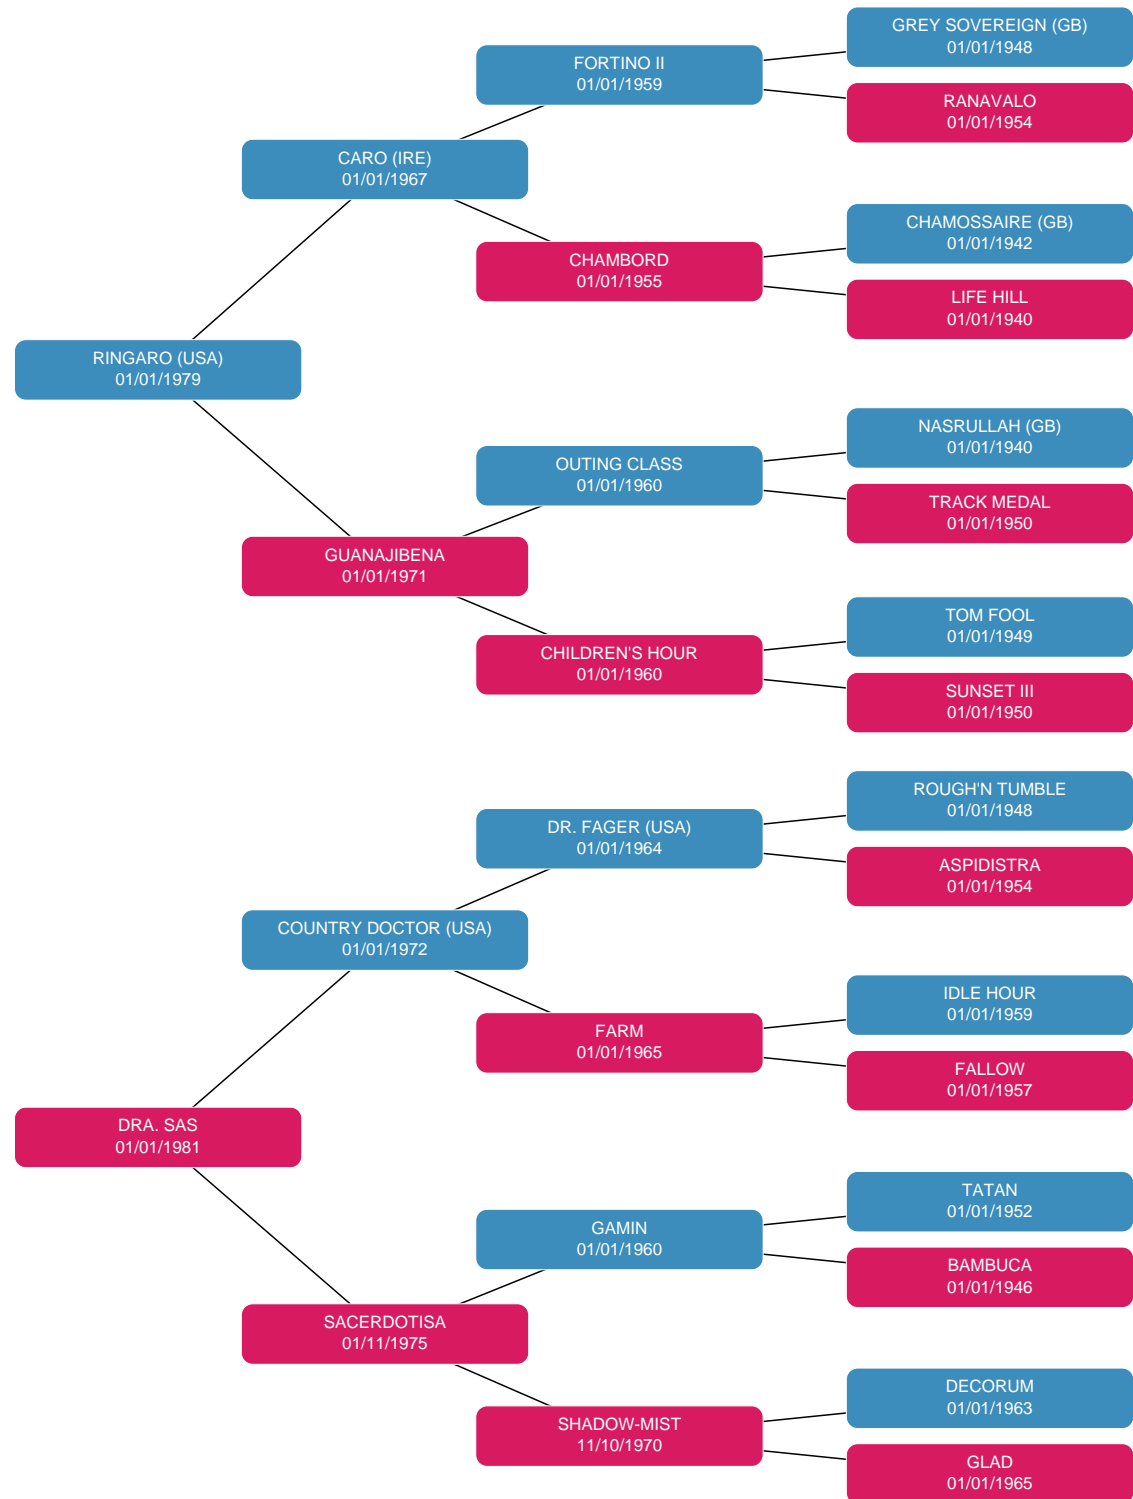 GREY SOVEREIGN (GB)
01/01/1948
FORTINO II
01/01/1959
RANAVALO
01/01/1954
CARO (IRE)
01/01/1967
CHAMOSSAIRE (GB)
01/01/1942
CHAMBORD
01/01/1955
LIFE HILL
01/01/1940
RINGARO (USA)
01/01/1979
NASRULLAH (GB)
01/01/1940
OUTING CLASS
01/01/1960
TRACK MEDAL
01/01/1950
GUANAJIBENA
01/01/1971
TOM FOOL
01/01/1949
CHILDREN'S HOUR
01/01/1960
SUNSET III
01/01/1950
ROUGH'N TUMBLE
01/01/1948
DR. FAGER (USA)
01/01/1964
ASPIDISTRA
01/01/1954
COUNTRY DOCTOR (USA)
01/01/1972
IDLE HOUR
01/01/1959
FARM
01/01/1965
FALLOW
01/01/1957
DRA. SAS
01/01/1981
TATAN
01/01/1952
GAMIN
01/01/1960
BAMBUCA
01/01/1946
SACERDOTISA
01/11/1975
DECORUM
01/01/1963
SHADOW-MIST
11/10/1970
GLAD
01/01/1965